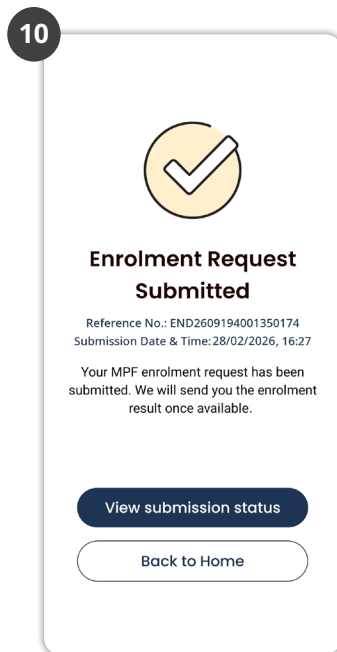 10
Enrolment Request
Submitted
Reference No.: END2609194001350174
Submission Date & Time: 28/02/2026, 16:27
Your MPF enrolment request has been
submitted. We will send you the enrolment
result once available.
View submission status
Back to Home